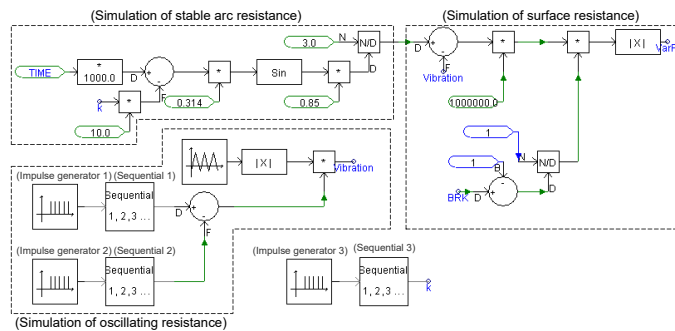 (Simulation of stable arc resistance)
(Simulation of surface resistance)
TIME
*
1000.0
D
+
-
F
k
*
10.0
*
0.314
Sin
*
0.85
3.0
N
N/D
D
D
+
-
F
Vibration
*
1000000.0
*
|X|
VarR
1
N
N/D
D
1
B
BRK
D
+
-
|X|
*
Vibration
(Impulse generator 1) (Sequential 1)
Sequential
1, 2, 3 ...
D
+
-
F
(Impulse generator 2) (Sequential 2)
Sequential
1, 2, 3 ...
(Impulse generator 3)
(Sequential 3)
Sequential
1, 2, 3 ...
k
(Simulation of oscillating resistance)